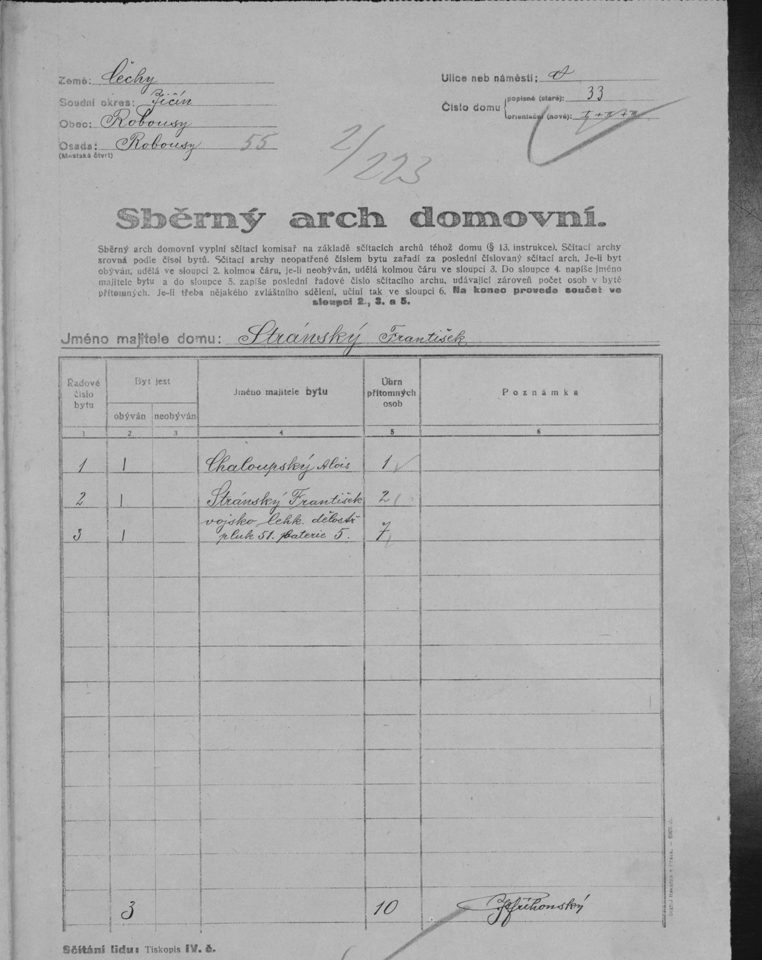 Země: Čechy
Soudní okres: Jičín
Obec: Robousy
Osada: Robousy 55
(Městská čtvrt)
Ulice neb náměstí:
Číslo domu
popisné (staré): 33
orientační (nové):
2/223
Sběrný arch domovní.
Sběrný arch domovní vyplní sčítací komisař na základě sčítacích archů téhož domu (§ 13. instrukce). Sčítací archy
srovná podle čísel bytů. Sčítací archy neopatřené číslem bytu zařadí za poslední číslovaný sčítací arch. Je-li byt
obýván, udělá ve sloupci 2. kolmou čáru, je-li neobýván, udělá kolmou čáru ve sloupci 3. Do sloupce 4. napíše jméno
majitele bytu a do sloupce 5. zapíše poslední řadové číslo sčítacího archu, udávající zároveň počet osob v bytě
přítomných. Je-li třeba nějakého zvláštního sdělení, učiní tak ve sloupci 6. Na konec provede součet ve
sloupci 2., 3. a 5.
Jméno majitele domu: Stránský František
Řadové číslo bytu
Byt jest
obýván neobýván
Jméno majitele bytu
Úhrn přítomných osob
Poznámka
1 2 3 4 5 6
1 1 Chaloupský Alois 1
2 1 Stránský František 2
vojsko lehk. dělostř.
3 1 pluk 51. baterie 5. 7
3 10
Sčítání lidu: Tiskopis IV. č.